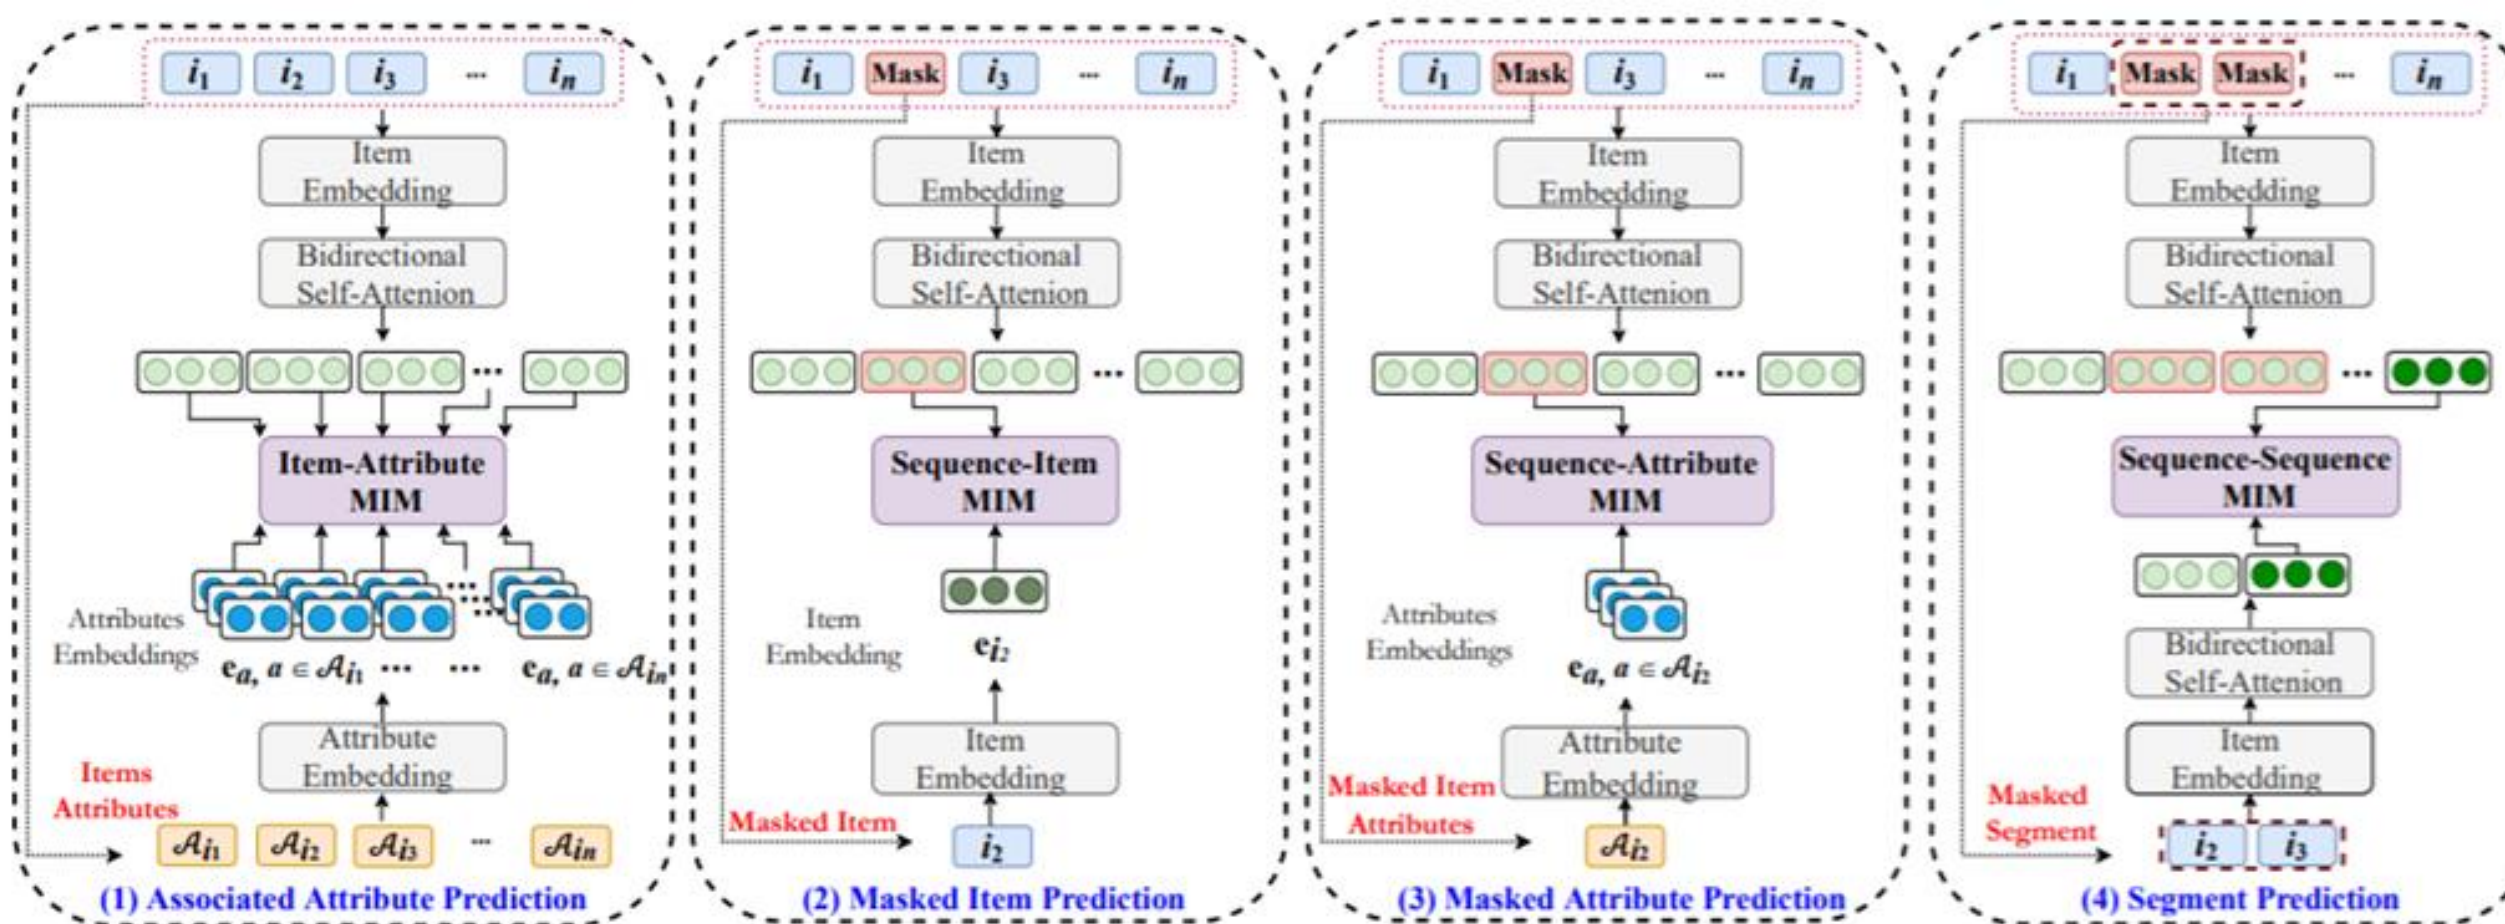 i1 i2 i3 ... in
Item
Embedding
Bidirectional
Self-Attenion
...
Item-Attribute
MIM
...
Attributes
Embeddings
ea, a ∈ Ai1 ... ... ea, a ∈ Ain
Attribute
Embedding
Items
Attributes
Ai1 Ai2 Ai3 ... Ain
(1) Associated Attribute Prediction
i1 Mask i3 ... in
Item
Embedding
Bidirectional
Self-Attenion
...
Sequence-Item
MIM
Item
Embedding
ei2
Item
Embedding
Masked Item
i2
(2) Masked Item Prediction
i1 Mask i3 ... in
Item
Embedding
Bidirectional
Self-Attenion
...
Sequence-Attribute
MIM
Attributes
Embeddings
ea, a ∈ Ai2
Attribute
Embedding
Masked Item
Attributes
Ai2
(3) Masked Attribute Prediction
i1 Mask Mask ... in
Item
Embedding
Bidirectional
Self-Attenion
...
Sequence-Sequence
MIM
Bidirectional
Self-Attenion
Item
Embedding
Masked
Segment
i2 i3
(4) Segment Prediction